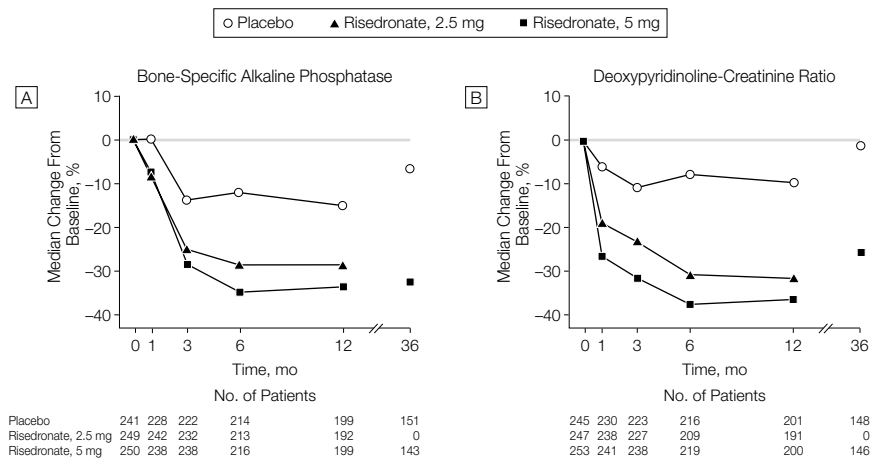 Placebo Risedronate, 2.5 mg Risedronate, 5 mg
A
Bone-Specific Alkaline Phosphatase
Median Change From
Baseline, %
10
0
–10
–20
–30
–40
0 1 3 6 12 36
Time, mo
No. of Patients
Placebo 241 228 222 214 199 151
Risedronate, 2.5 mg 249 242 232 213 192 0
Risedronate, 5 mg 250 238 238 216 199 143
B
Deoxypyridinoline-Creatinine Ratio
Median Change From
Baseline, %
10
0
–10
–20
–30
–40
0 1 3 6 12 36
Time, mo
No. of Patients
245 230 223 216 201 148
247 238 227 209 191 0
253 241 238 219 200 146